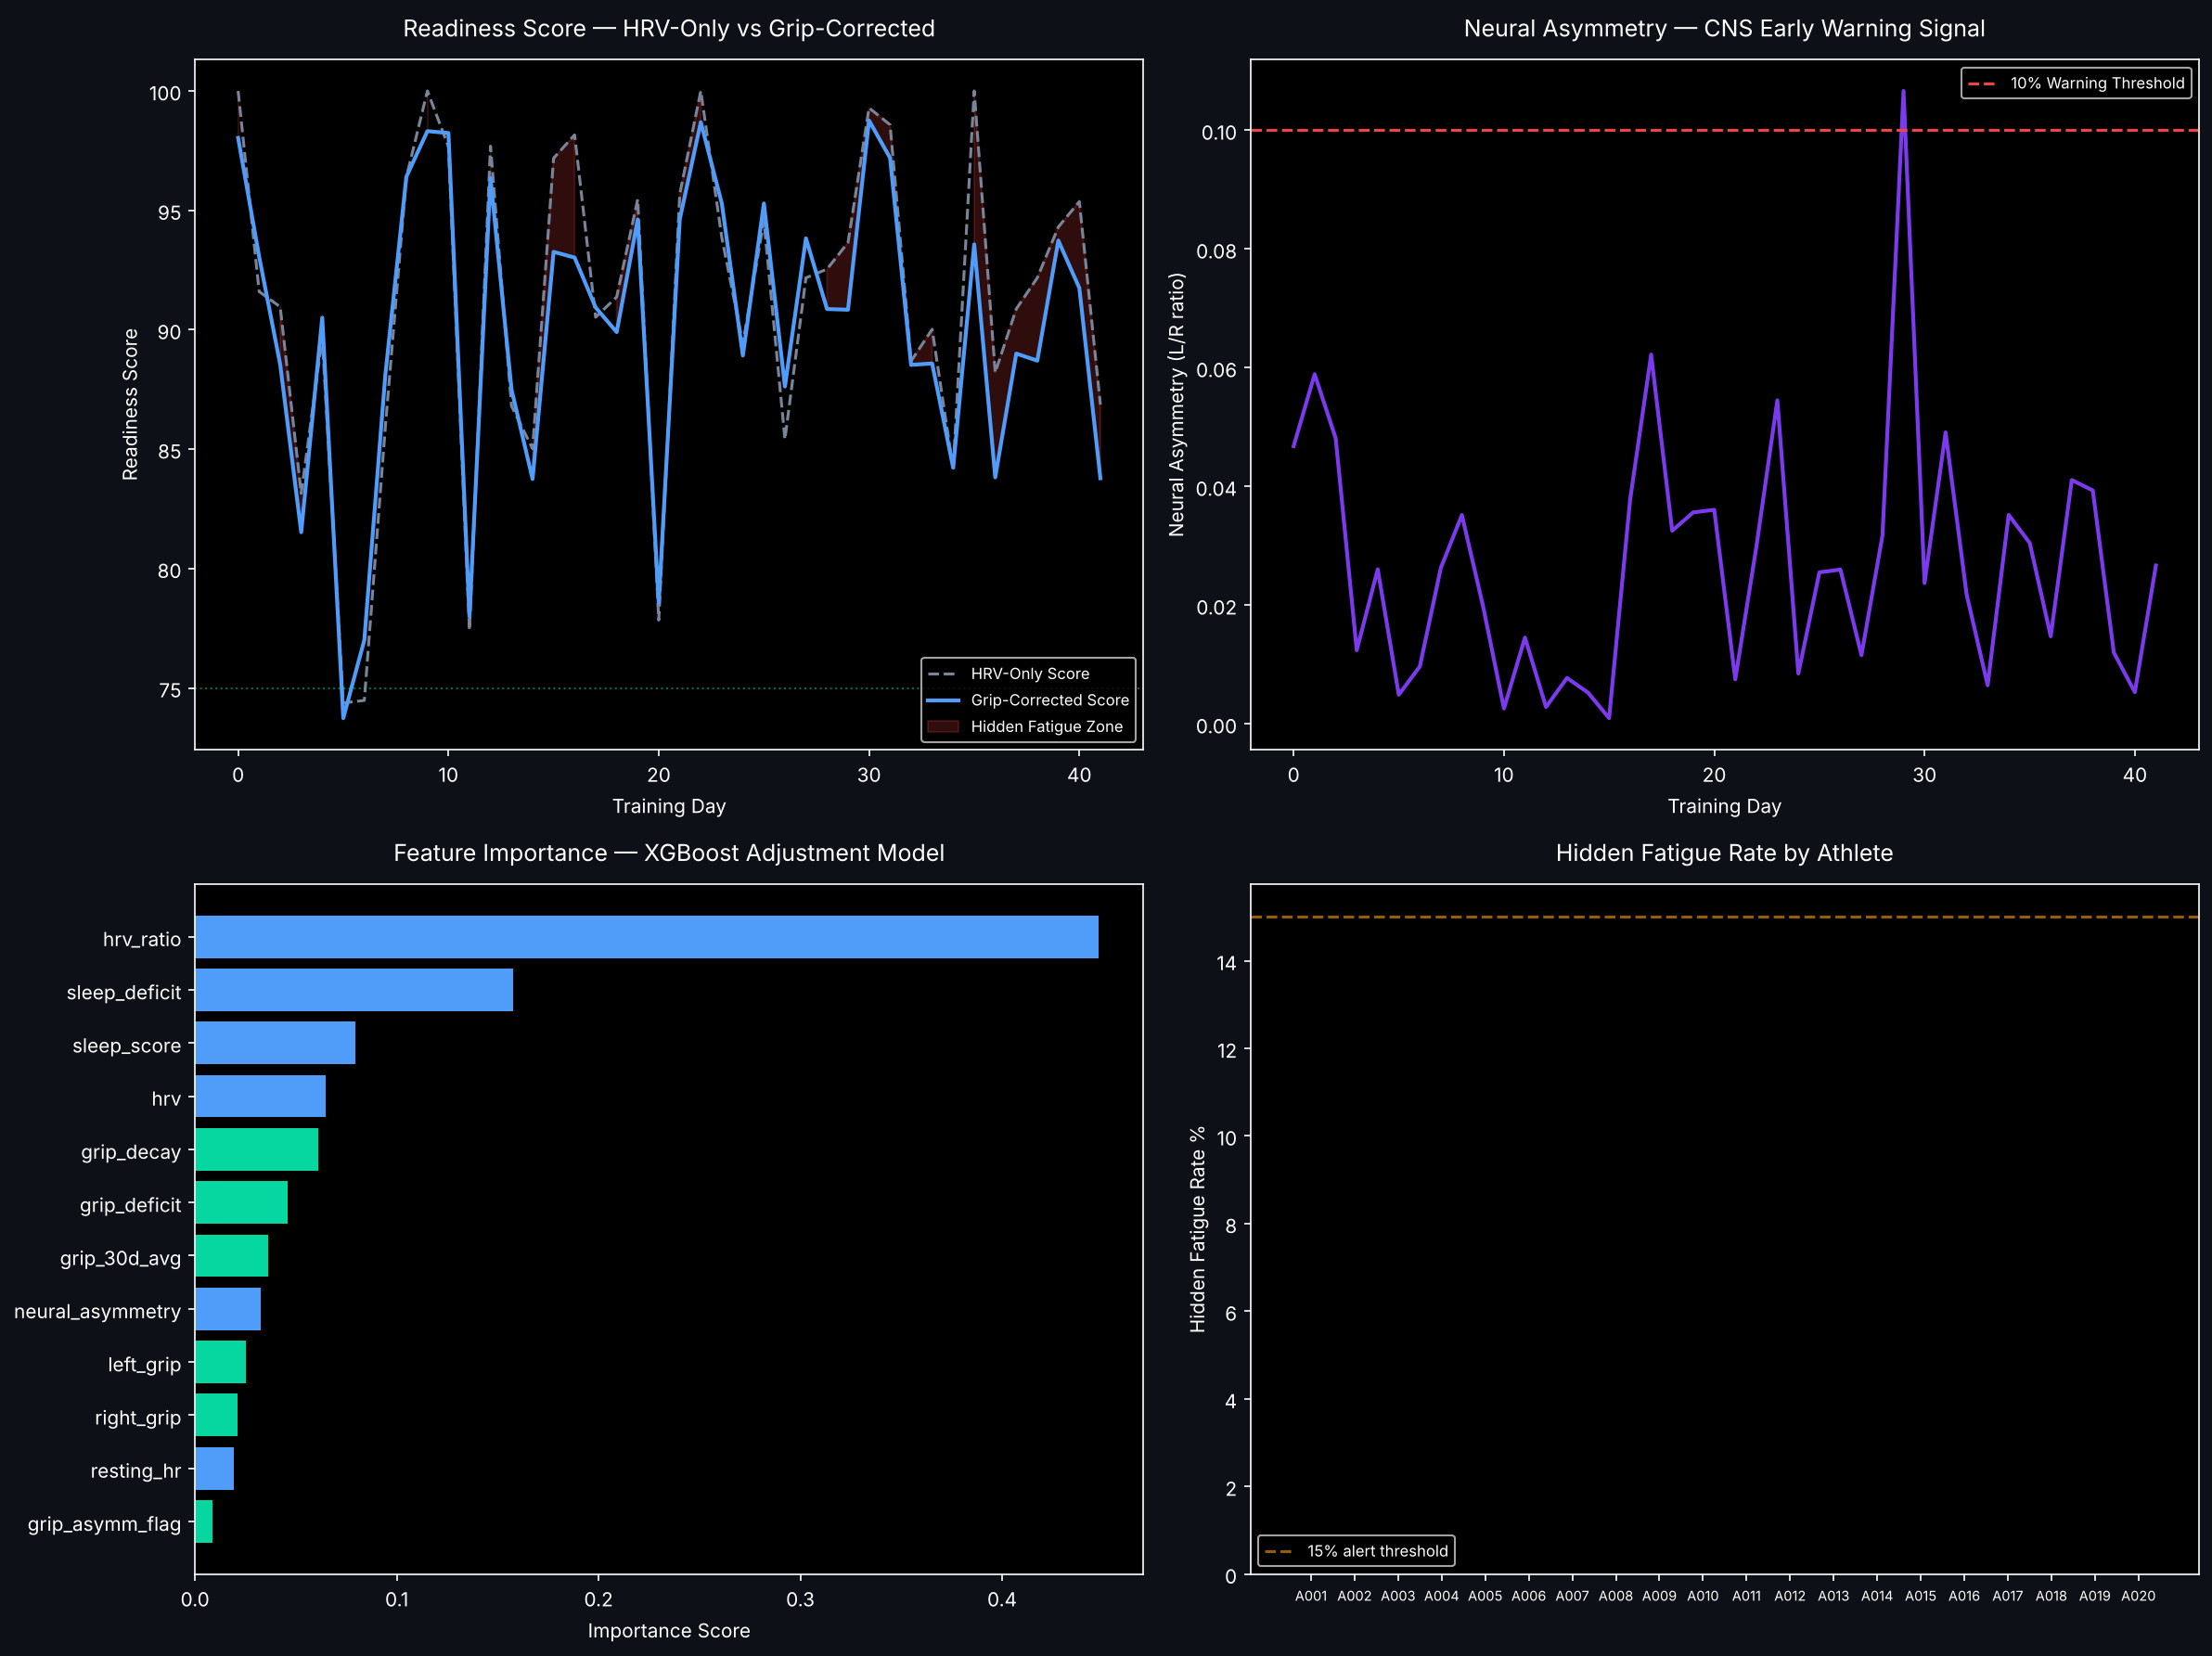 Readiness Score — HRV-Only vs Grip-Corrected
Readiness Score
100
95
90
85
80
75
HRV-Only Score
Grip-Corrected Score
Hidden Fatigue Zone
0 10 20 30 40
Training Day
Neural Asymmetry — CNS Early Warning Signal
10% Warning Threshold
Neural Asymmetry (L/R ratio)
0.10
0.08
0.06
0.04
0.02
0.00
0 10 20 30 40
Training Day
Feature Importance — XGBoost Adjustment Model
hrv_ratio
sleep_deficit
sleep_score
hrv
grip_decay
grip_deficit
grip_30d_avg
neural_asymmetry
left_grip
right_grip
resting_hr
grip_asymm_flag
0.0 0.1 0.2 0.3 0.4
Importance Score
Hidden Fatigue Rate by Athlete
Hidden Fatigue Rate %
14
12
10
8
6
4
2
0
15% alert threshold
A001 A002 A003 A004 A005 A006 A007 A008 A009 A010 A011 A012 A013 A014 A015 A016 A017 A018 A019 A020